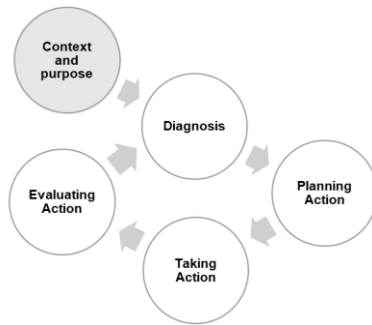 Context
and
purpose
Diagnosis
Planning
Action
Taking
Action
Evaluating
Action